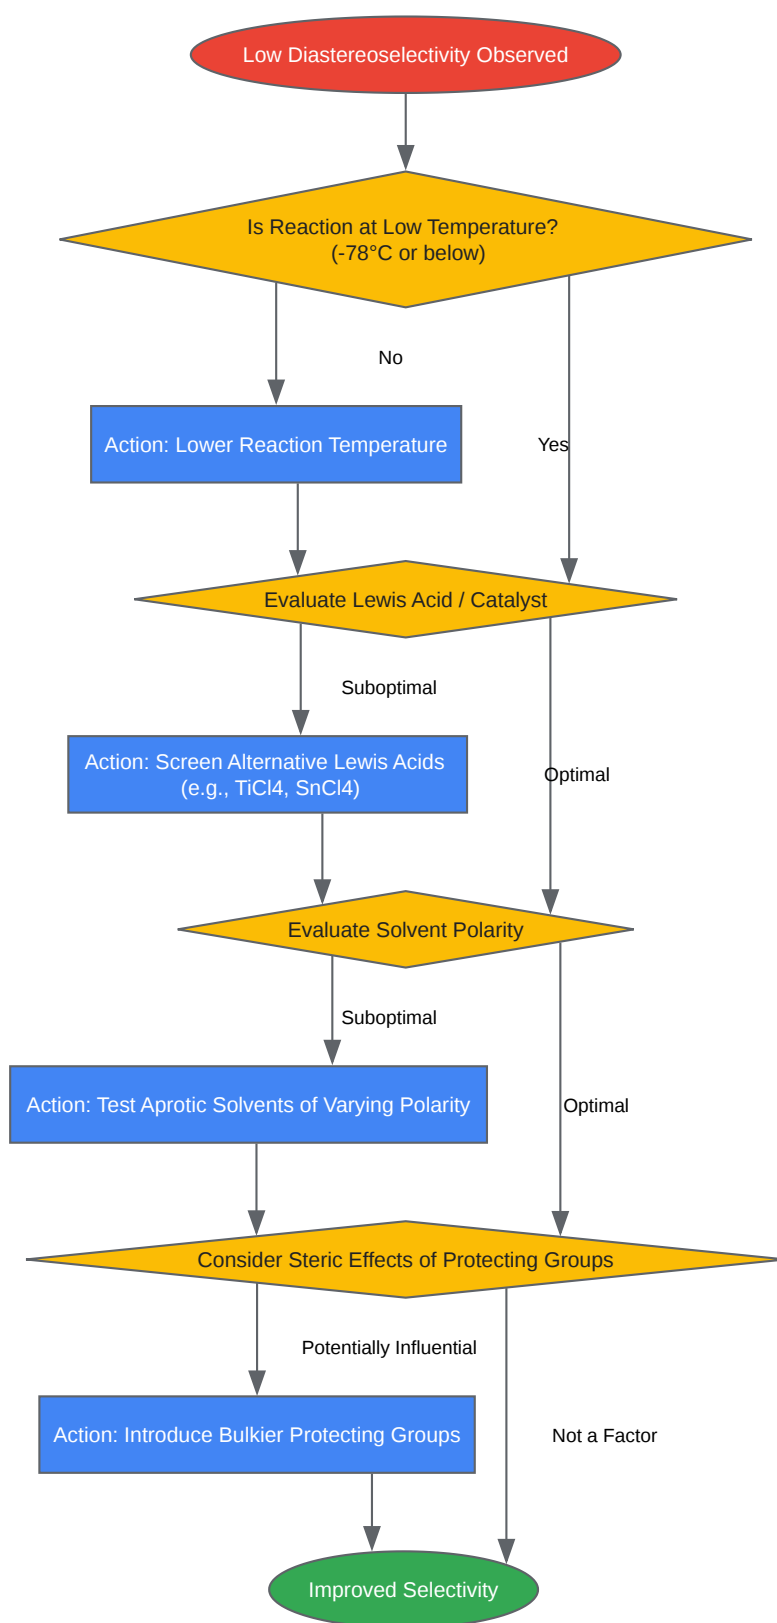 Low Diastereoselectivity Observed
Is Reaction at Low Temperature?
(-78°C or below)
No
Action: Lower Reaction Temperature
Yes
Evaluate Lewis Acid / Catalyst
Suboptimal
Action: Screen Alternative Lewis Acids
(e.g., TiCl4, SnCl4)
Optimal
Evaluate Solvent Polarity
Suboptimal
Action: Test Aprotic Solvents of Varying Polarity
Optimal
Consider Steric Effects of Protecting Groups
Potentially Influential
Action: Introduce Bulkier Protecting Groups
Not a Factor
Improved Selectivity